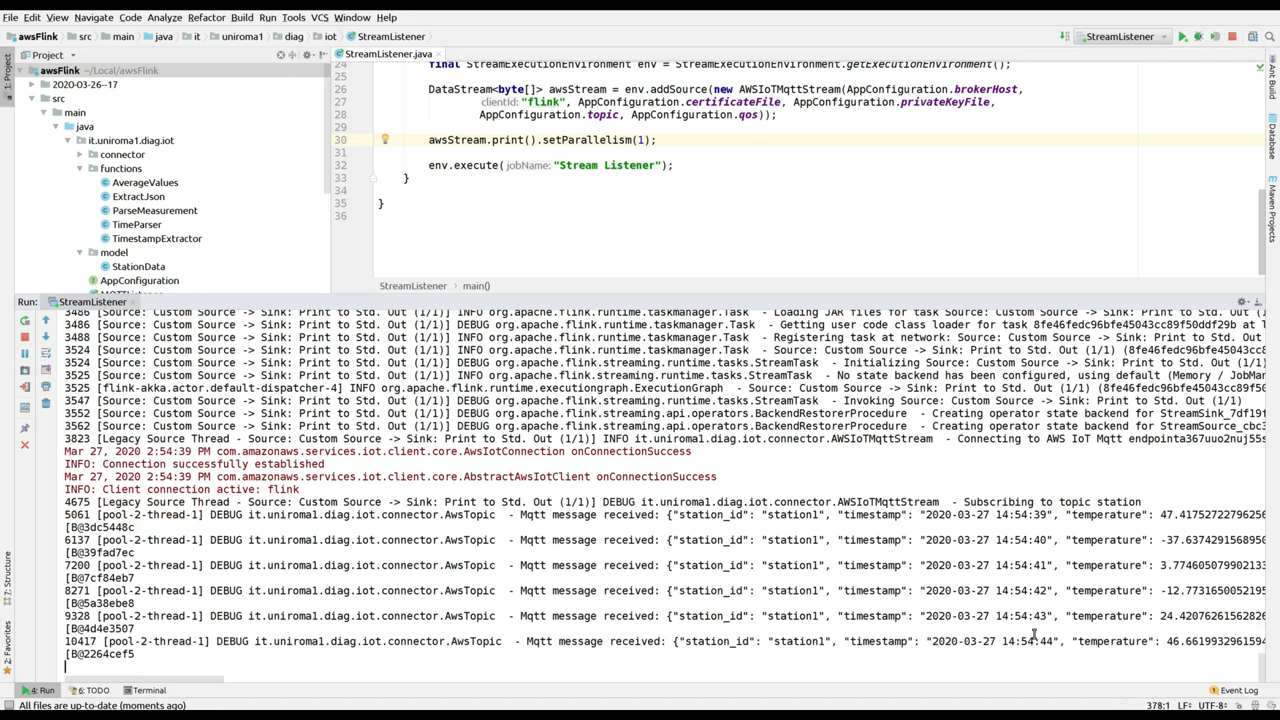 File Edit View Navigate Code Analyze Refactor Build Run Tools VCS Window Help
awsFlink src main java it uniroma1 diag iot StreamListener
StreamListener
Project
awsFlink ~/Local/awsFlink
2020-03-26--17
src
main
java
it.uniroma1.diag.iot
connector
functions
AverageValues
ExtractJson
ParseMeasurement
TimeParser
TimestampExtractor
model
StationData
AppConfiguration
1: Project
Z: Structure
2: Favorites
Ant Build
Database
Maven Projects
StreamListener.java
24 final StreamExecutionEnvironment env = StreamExecutionEnvironment.getExecutionEnvironment();
25
26 DataStream<byte[]> awsStream = env.addSource(new AWSIoTMqttStream(AppConfiguration.brokerHost,
27 clientId: "flink", AppConfiguration.certificateFile, AppConfiguration.privateKeyFile,
28 AppConfiguration.topic, AppConfiguration.qos));
29
30 awsStream.print().setParallelism(1);
31
32 env.execute( jobName: "Stream Listener");
33 }
34
35 }
36
StreamListener main()
Run: StreamListener
3486 [Source: Custom Source -> Sink: Print to Std. Out (1/1)] INFO org.apache.flink.runtime.taskmanager.Task - Loading JAR files for task Source: Custom Source -> Sink: Print t
3486 [Source: Custom Source -> Sink: Print to Std. Out (1/1)] DEBUG org.apache.flink.runtime.taskmanager.Task - Getting user code class loader for task 8fe46fedc96bfe45043cc89f50ddf29b at l
3488 [Source: Custom Source -> Sink: Print to Std. Out (1/1)] INFO org.apache.flink.runtime.taskmanager.Task - Registering task at network: Source: Custom Source -> Sink: Print to Std. Out
3524 [Source: Custom Source -> Sink: Print to Std. Out (1/1)] INFO org.apache.flink.runtime.taskmanager.Task - Source: Custom Source -> Sink: Print to Std. Out (1/1) (8fe46fedc96bfe45043cc
3524 [Source: Custom Source -> Sink: Print to Std. Out (1/1)] DEBUG org.apache.flink.streaming.runtime.tasks.StreamTask - Initializing Source: Custom Source -> Sink: Print to Std. Out (1/1
3525 [Source: Custom Source -> Sink: Print to Std. Out (1/1)] INFO org.apache.flink.streaming.runtime.tasks.StreamTask - No state backend has been configured, using default (Memory / JobMan
3525 [flink-akka.actor.default-dispatcher-4] INFO org.apache.flink.runtime.executiongraph.ExecutionGraph - Source: Custom Source -> Sink: Print to Std. Out (1/1) (8fe46fedc96bfe45043cc89f50
3547 [Source: Custom Source -> Sink: Print to Std. Out (1/1)] DEBUG org.apache.flink.streaming.runtime.tasks.StreamTask - Invoking Source: Custom Source -> Sink: Print to Std. Out (1/1)
3552 [Source: Custom Source -> Sink: Print to Std. Out (1/1)] DEBUG org.apache.flink.streaming.api.operators.BackendRestorerProcedure - Creating operator state backend for StreamSink_7df19f
3562 [Source: Custom Source -> Sink: Print to Std. Out (1/1)] DEBUG org.apache.flink.streaming.api.operators.BackendRestorerProcedure - Creating operator state backend for StreamSource_cbc3
3823 [Legacy Source Thread - Source: Custom Source -> Sink: Print to Std. Out (1/1)] INFO it.uniroma1.diag.iot.connector.AWSIoTMqttStream - Connecting to AWS IoT Mqtt endpointa367uuo2nuj55s
Mar 27, 2020 2:54:39 PM com.amazonaws.services.iot.client.core.AwsIotConnection onConnectionSuccess
INFO: Connection successfully established
Mar 27, 2020 2:54:39 PM com.amazonaws.services.iot.client.core.AbstractAwsIotClient onConnectionSuccess
INFO: Client connection active: flink
4675 [Legacy Source Thread - Source: Custom Source -> Sink: Print to Std. Out (1/1)] DEBUG it.uniroma1.diag.iot.connector.AWSIoTMqttStream - Subscribing to topic station
5061 [pool-2-thread-1] DEBUG it.uniroma1.diag.iot.connector.AwsTopic - Mqtt message received: {"station_id": "station1", "timestamp": "2020-03-27 14:54:39", "temperature": 47.4175272279625
[B@3dc5448c
6137 [pool-2-thread-1] DEBUG it.uniroma1.diag.iot.connector.AwsTopic - Mqtt message received: {"station_id": "station1", "timestamp": "2020-03-27 14:54:40", "temperature": -37.63742915689
[B@39fad7ec
7200 [pool-2-thread-1] DEBUG it.uniroma1.diag.iot.connector.AwsTopic - Mqtt message received: {"station_id": "station1", "timestamp": "2020-03-27 14:54:41", "temperature": 3.77460507990213
[B@7cf84eb7
8271 [pool-2-thread-1] DEBUG it.uniroma1.diag.iot.connector.AwsTopic - Mqtt message received: {"station_id": "station1", "timestamp": "2020-03-27 14:54:42", "temperature": -12.7731650052195
[B@5a38ebe8
9328 [pool-2-thread-1] DEBUG it.uniroma1.diag.iot.connector.AwsTopic - Mqtt message received: {"station_id": "station1", "timestamp": "2020-03-27 14:54:43", "temperature": 24.4207626156282
[B@4d4e3507
10417 [pool-2-thread-1] DEBUG it.uniroma1.diag.iot.connector.AwsTopic - Mqtt message received: {"station_id": "station1", "timestamp": "2020-03-27 14:54:44", "temperature": 46.661993296159
[B@2264cef5
4: Run 6: TODO Terminal Event Log
All files are up-to-date (moments ago) 378:1 LF÷ UTF-8÷